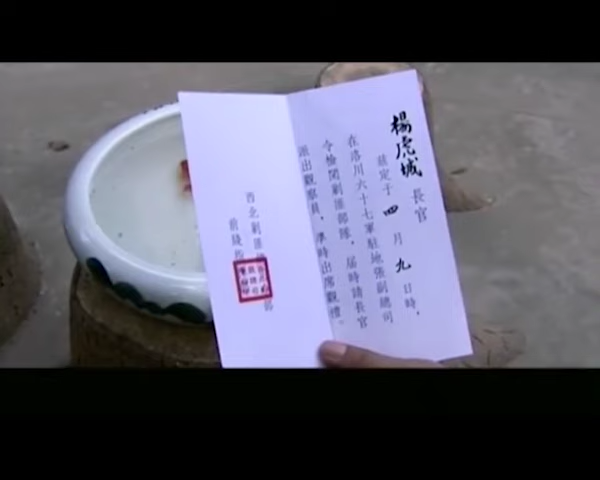 楊虎城長官
茲定于四月九日時，
在洛川六十七軍駐地張副總司
令檢閱剿匪部隊，屆時請長官
派出觀察員，準時出席觀禮。
西北剿匪部
前